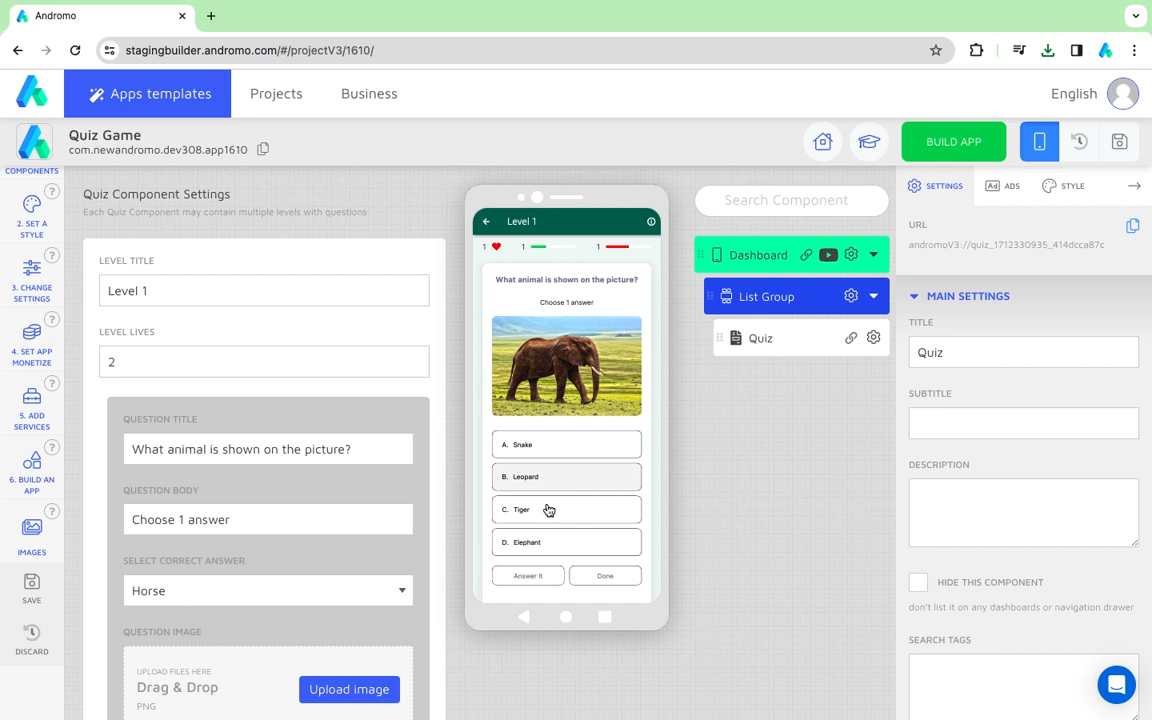 Andromo
stagingbuilder.andromo.com/#/projectV3/1610/
Apps templates
Projects
Business
English
Quiz Game
com.newandromo.dev308.app1610
BUILD APP
COMPONENTS
?
2. SET A
STYLE
?
3. CHANGE
SETTINGS
?
4. SET APP
MONETIZE
?
5. ADD
SERVICES
?
6. BUILD AN
APP
?
IMAGES
SAVE
DISCARD
Quiz Component Settings
Each Quiz Component may contain multiple levels with questions
LEVEL TITLE
Level 1
LEVEL LIVES
2
QUESTION TITLE
What animal is shown on the picture?
QUESTION BODY
Choose 1 answer
SELECT CORRECT ANSWER
Horse
QUESTION IMAGE
UPLOAD FILES HERE
Drag & Drop
PNG
Upload image
Level 1
1 1 1
What animal is shown on the picture?
Choose 1 answer
A. Snake
B. Leopard
C. Tiger
D. Elephant
Answer It Done
Search Component
Dashboard
List Group
Quiz
SETTINGS Ad ADS STYLE
URL
andromoV3://quiz_1712330935_414dcca87c
MAIN SETTINGS
TITLE
Quiz
SUBTITLE
DESCRIPTION
HIDE THIS COMPONENT
don't list it on any dashboards or navigation drawer
SEARCH TAGS